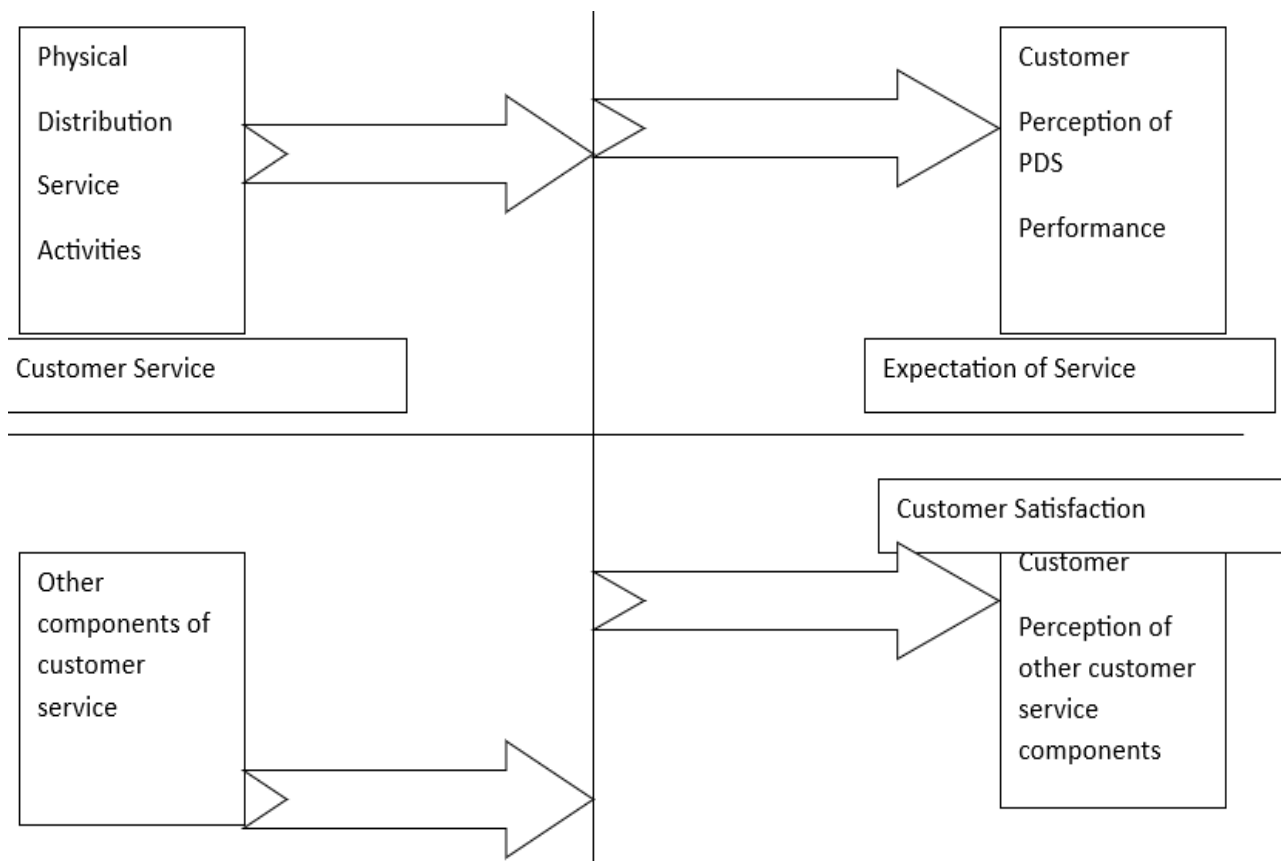 Physical
Distribution
Service
Activities
Customer
Perception of
PDS
Performance
Customer Service
Expectation of Service
Customer Satisfaction
Other
components of
customer
service
Customer
Perception of
other customer
service
components